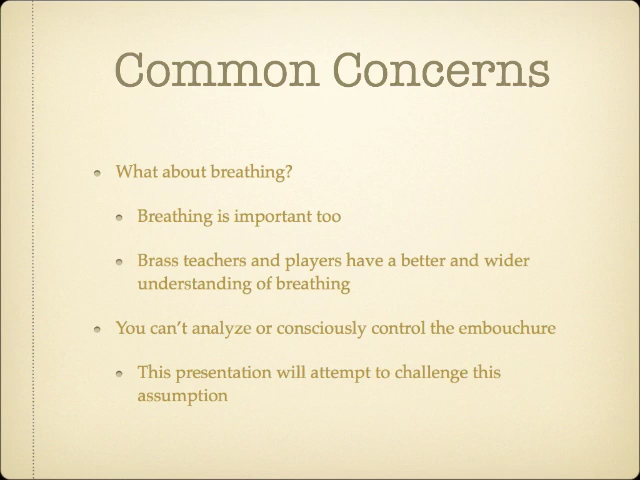 Common Concerns
What about breathing?
Breathing is important too
Brass teachers and players have a better and wider
understanding of breathing
You can't analyze or consciously control the embouchure
This presentation will attempt to challenge this
assumption